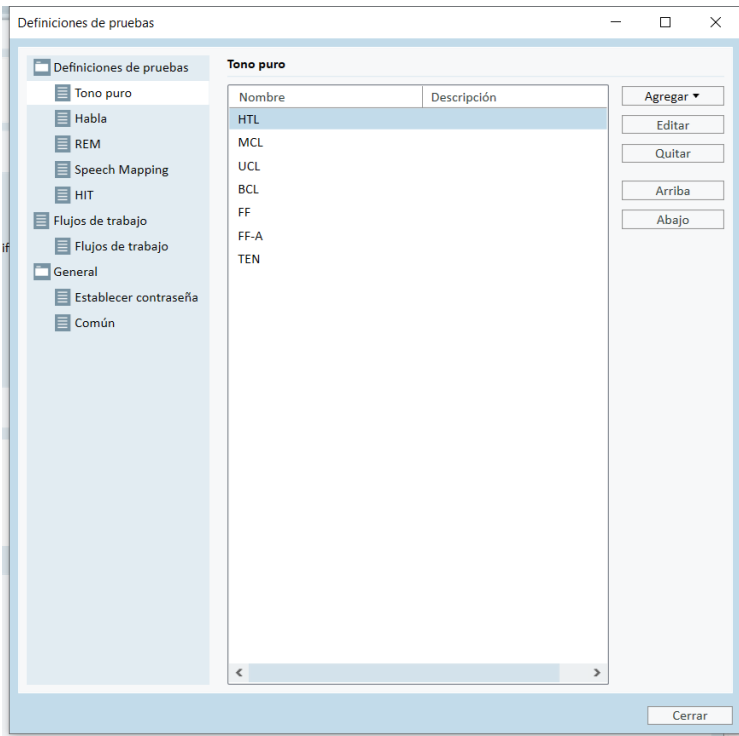 Definiciones de pruebas
Definiciones de pruebas
Tono puro
Habla
REM
Speech Mapping
HIT
Flujos de trabajo
Flujos de trabajo
General
Establecer contraseña
Común
Tono puro
Nombre Descripción
HTL
MCL
UCL
BCL
FF
FF-A
TEN
Agregar
Editar
Quitar
Arriba
Abajo
Cerrar